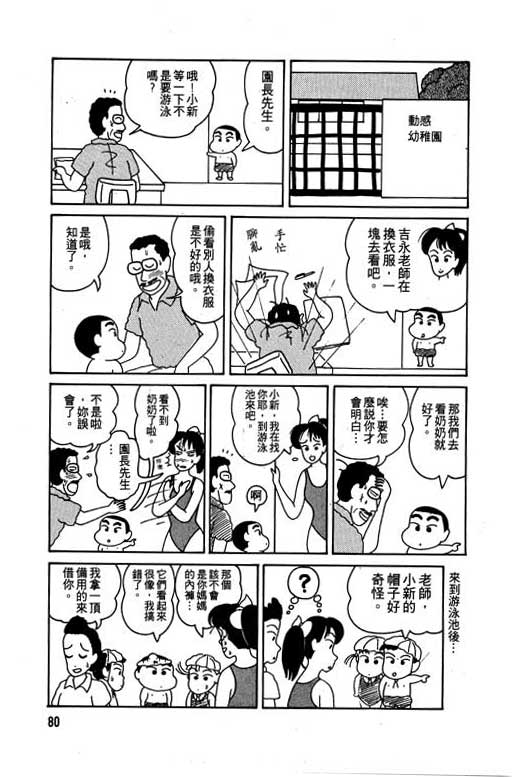 動感
幼稚園
園長先生。
哦！小新
等一下不
是要游泳
嗎？
吉永老師在
換衣服，一
塊去看吧。
手忙
腳亂
偷看別人換衣服
是不好的哦。
是哦，
知道了。
那我們去
看奶奶就
好了。
唉…要怎
麼說你才
會明白…
小新，我在找
你耶，到游泳
池來吧。
啊
看不到
奶奶了啦。
…園長先生
不是啦
，妳誤
會了。
來到游泳池後…
老師，
小新的
帽子好
奇怪。
？
那個
該不會
是你媽媽
的內褲…
它們看起來
很像，我搞
錯了。
我拿一頂
備用的來
借你。
80